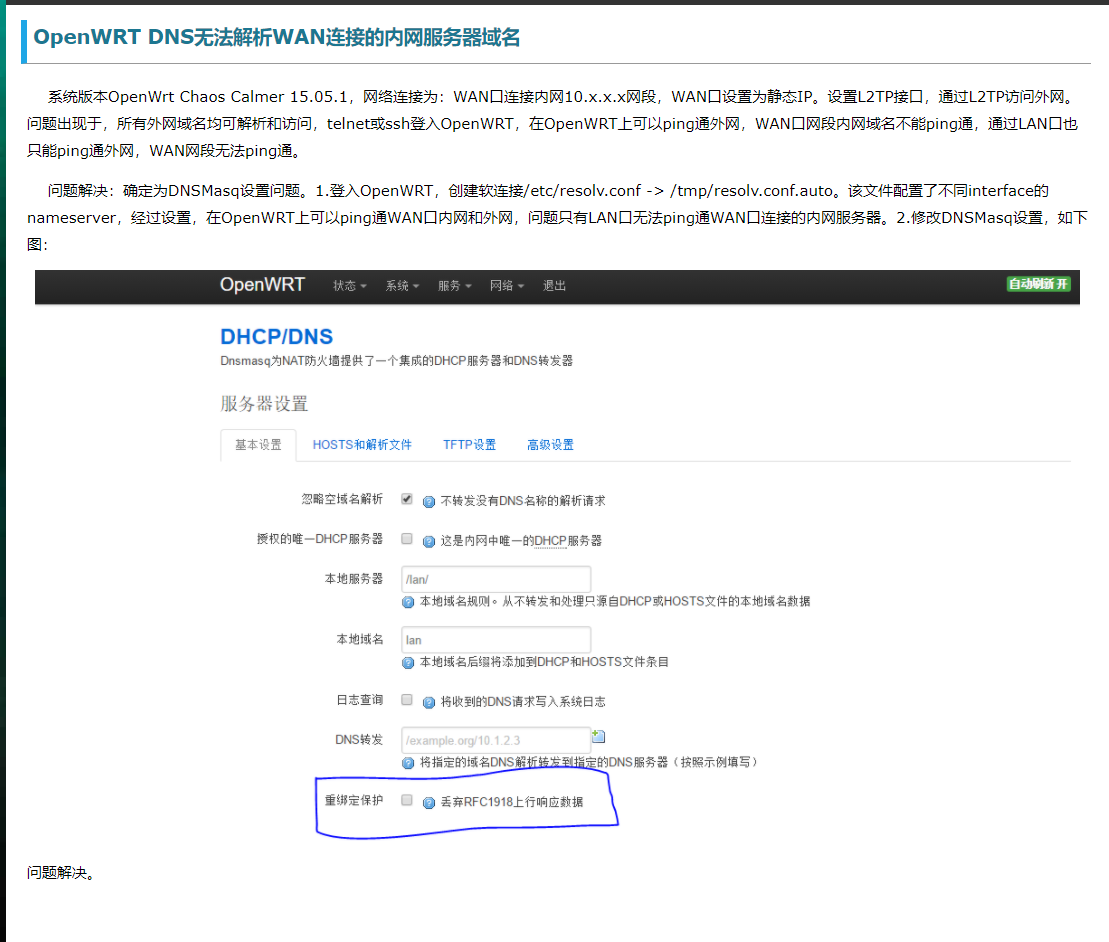 OpenWRT DNS无法解析WAN连接的内网服务器域名
系统版本OpenWrt Chaos Calmer 15.05.1，网络连接为：WAN口连接内网10.x.x.x网段，WAN口设置为静态IP。设置L2TP接口，通过L2TP访问外网。
问题出现于，所有外网域名均可解析和访问，telnet或ssh登入OpenWRT，在OpenWRT上可以ping通外网，WAN口网段内网域名不能ping通，通过LAN口也
只能ping通外网，WAN网段无法ping通。
问题解决：确定为DNSMasq设置问题。1.登入OpenWRT，创建软连接/etc/resolv.conf -> /tmp/resolv.conf.auto。该文件配置了不同interface的
nameserver，经过设置，在OpenWRT上可以ping通WAN口内网和外网，问题只有LAN口无法ping通WAN口连接的内网服务器。2.修改DNSMasq设置，如下
图：
OpenWRT 状态 系统 服务 网络 退出 自动刷新 开
DHCP/DNS
Dnsmasq为NAT防火墙提供了一个集成的DHCP服务器和DNS转发器
服务器设置
基本设置 HOSTS和解析文件 TFTP设置 高级设置
忽略空域名解析 不转发没有DNS名称的解析请求
授权的唯一DHCP服务器 这是内网中唯一的DHCP服务器
本地服务器 /lan/
本地域名规则。从不转发和处理只源自DHCP或HOSTS文件的本地域名数据
本地域名 lan
本地域名后缀将添加到DHCP和HOSTS文件条目
日志查询 将收到的DNS请求写入系统日志
DNS转发 /example.org/10.1.2.3
将指定的域名DNS解析转发到指定的DNS服务器（按照示例填写）
重绑定保护 丢弃RFC1918上行响应数据
问题解决。